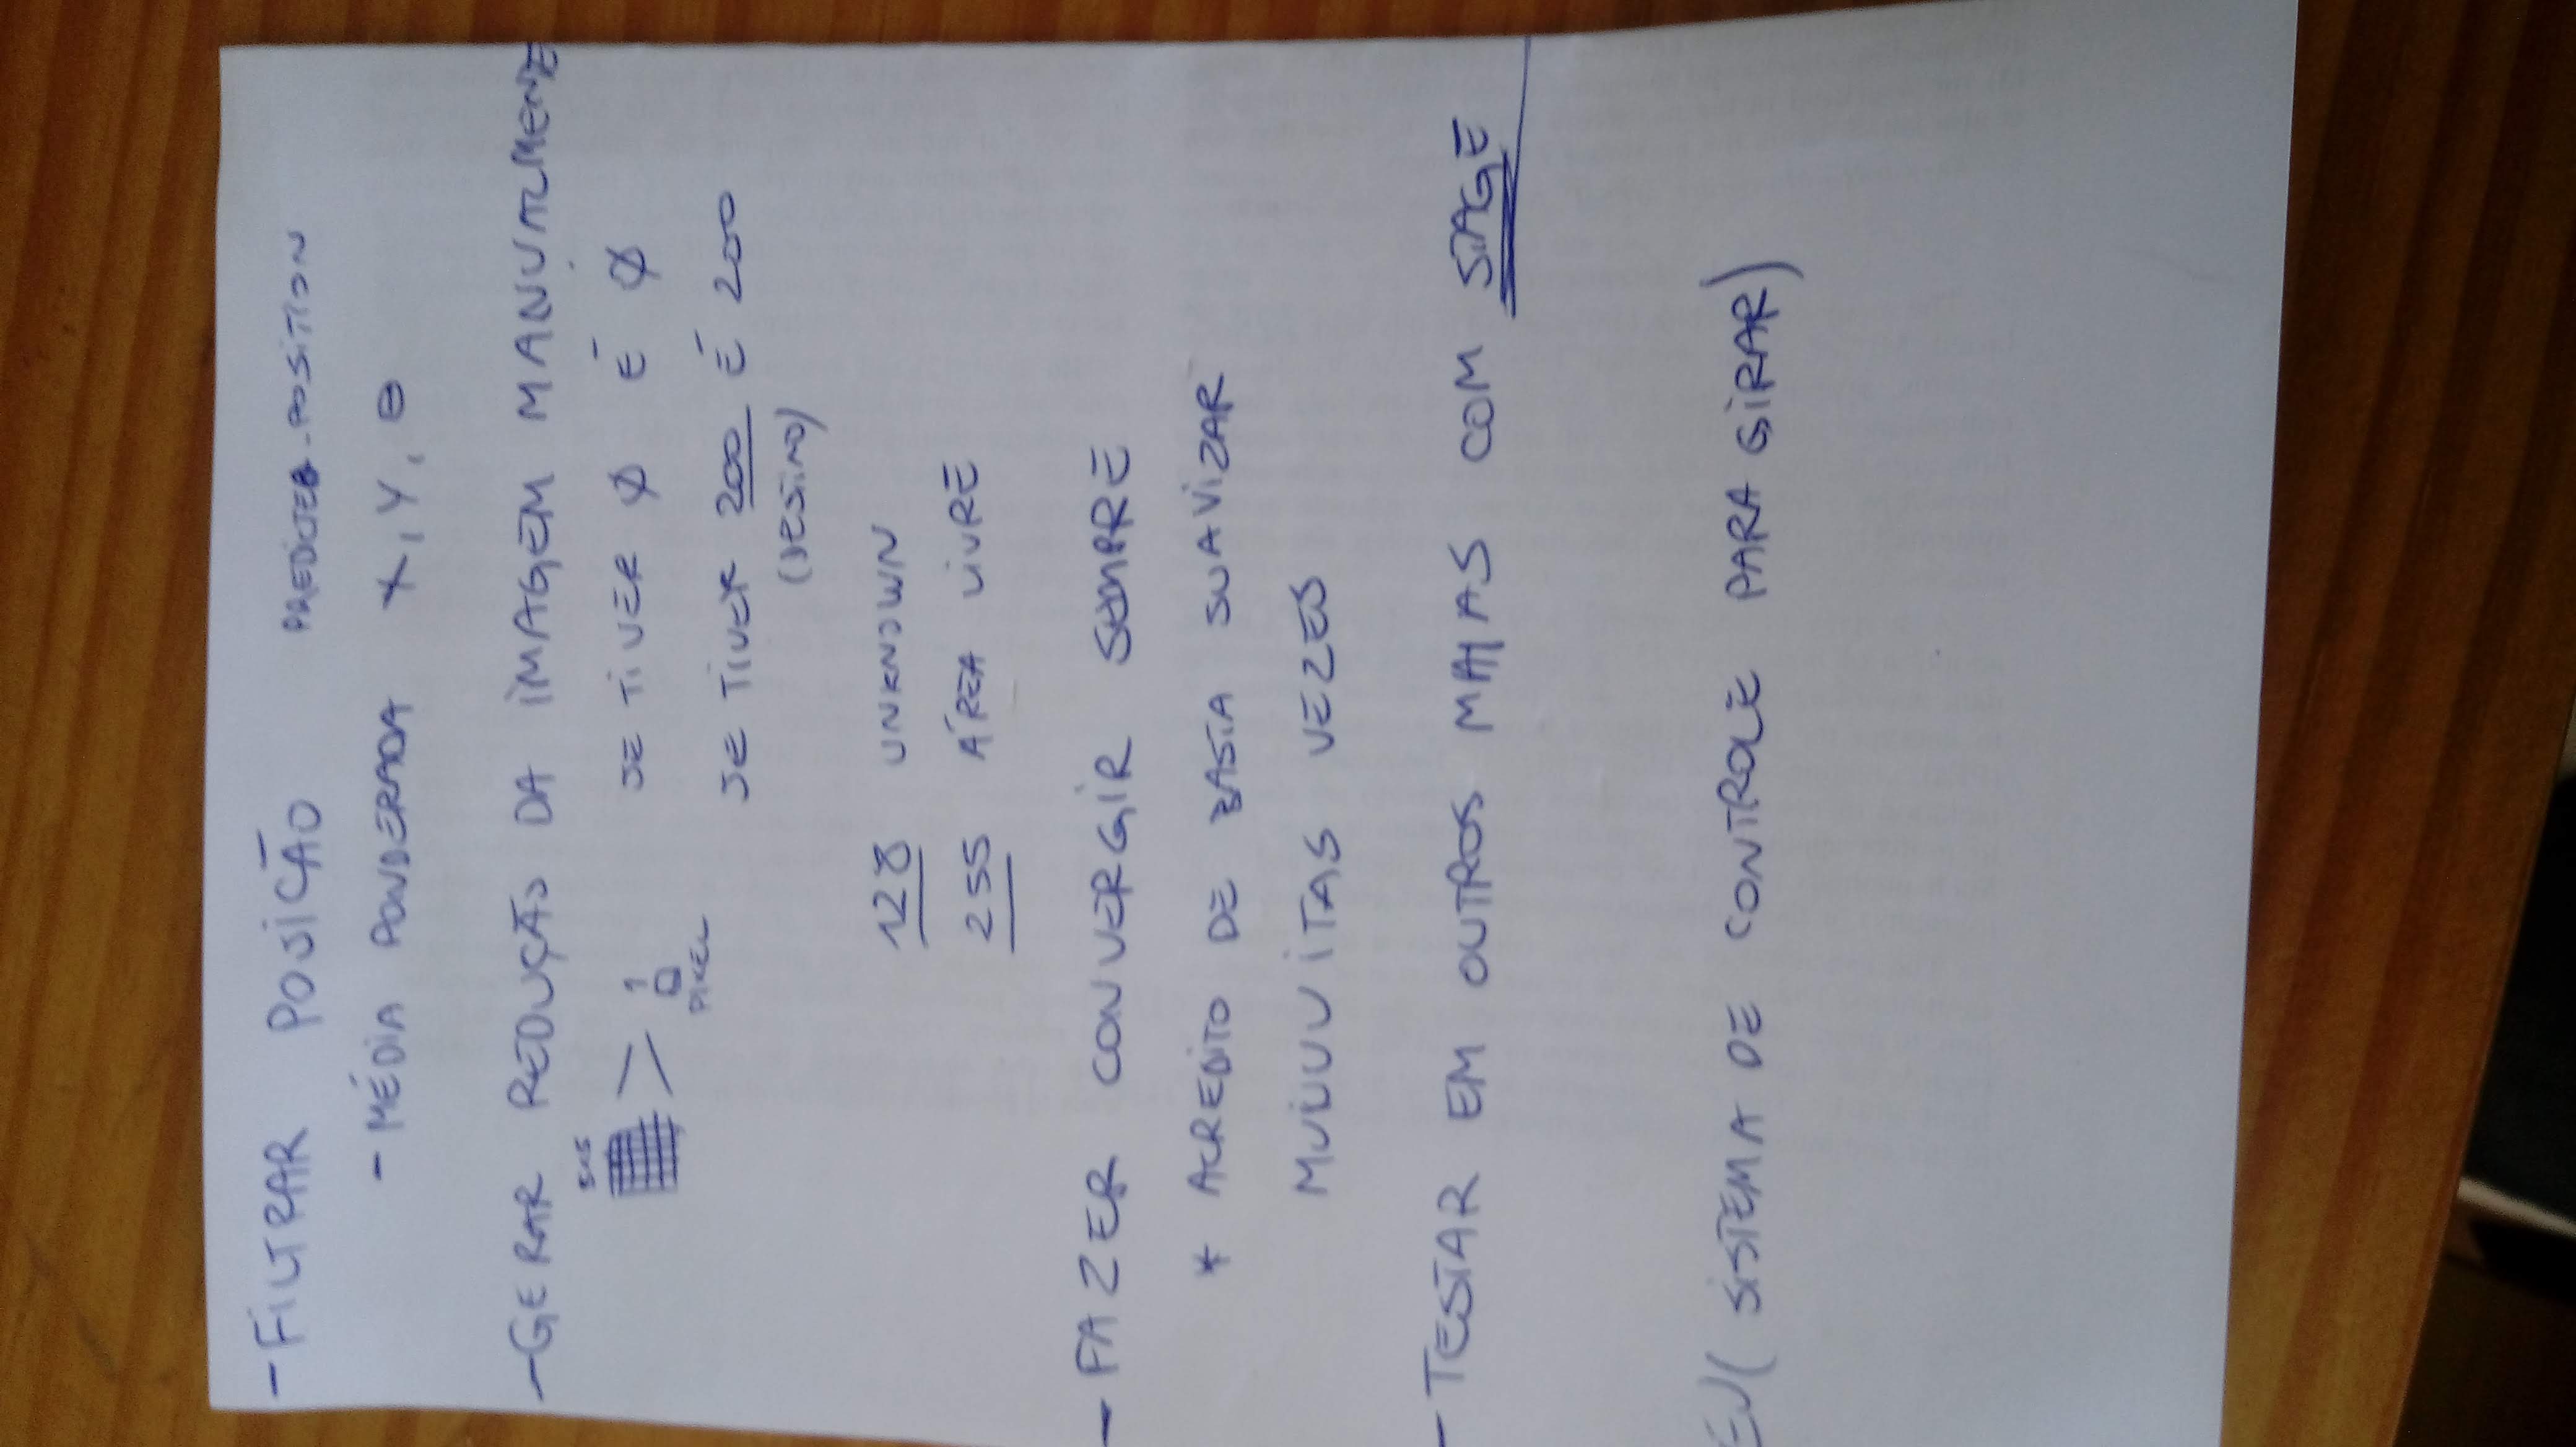 - FILTRAR POSIÇÃO PREDICTED_POSITION
- MÉDIA PONDERADA X, Y, Θ
- GERAR REDUÇÃO DA IMAGEM MANUALMENTE
5x5
1
PIXEL
SE TIVER Ø É Ø
SE TIVER 200 É 200
(DESTINO)
128 UNKNOWN
255 ÁREA LIVRE
- FAZER CONVERGIR SEMPRE
* ACREDITO DE BASTA SUAVIZAR
MUUUUITAS VEZES
- TESTAR EM OUTROS MAPAS COM STAGE
(SISTEMA DE CONTROLE PARA GIRAR)